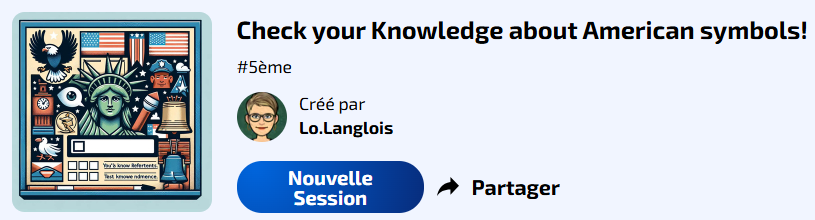 Check your Knowledge about American symbols!
#5ème
Créé par
Lo.Langlois
Nouvelle
Session
Partager